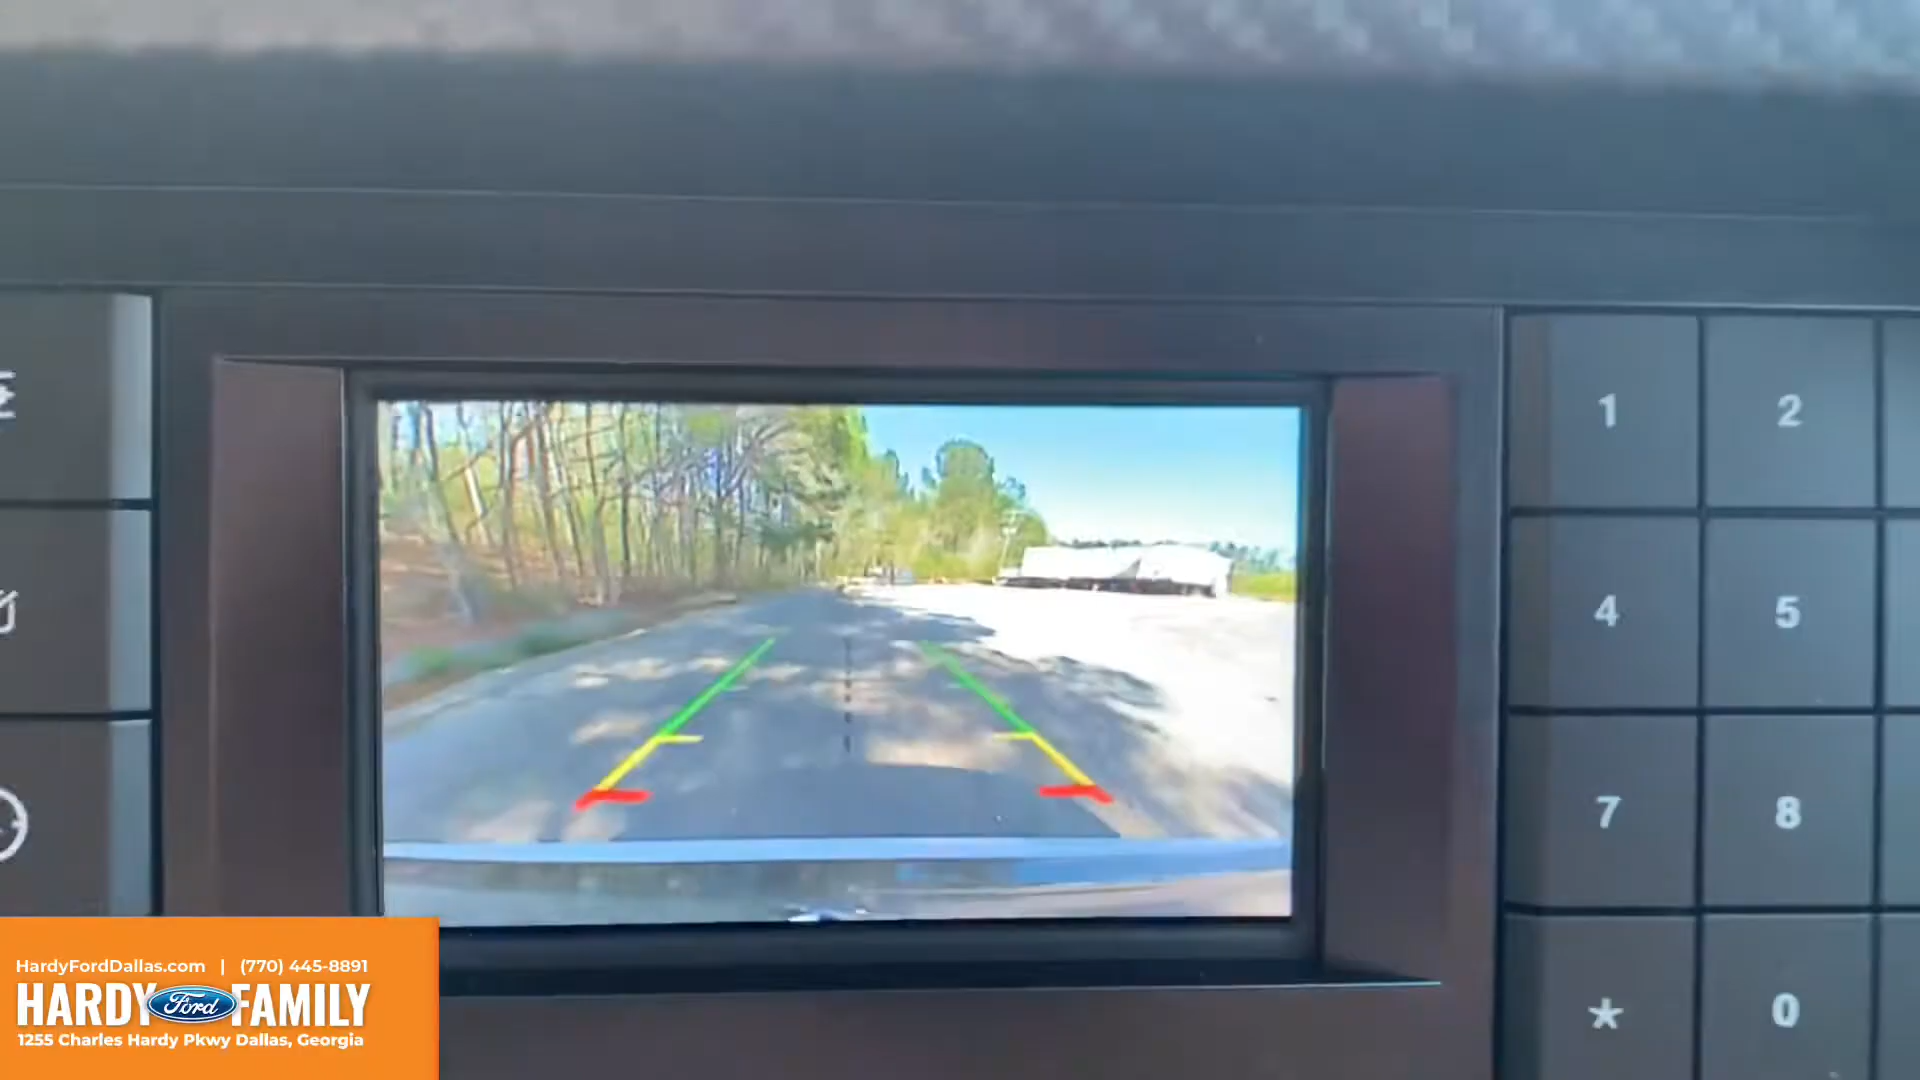 1 2
4 5
7 8
* 0
HardyFordDallas.com | (770) 445-8891
HARDY Ford FAMILY
1255 Charles Hardy Pkwy Dallas, Georgia